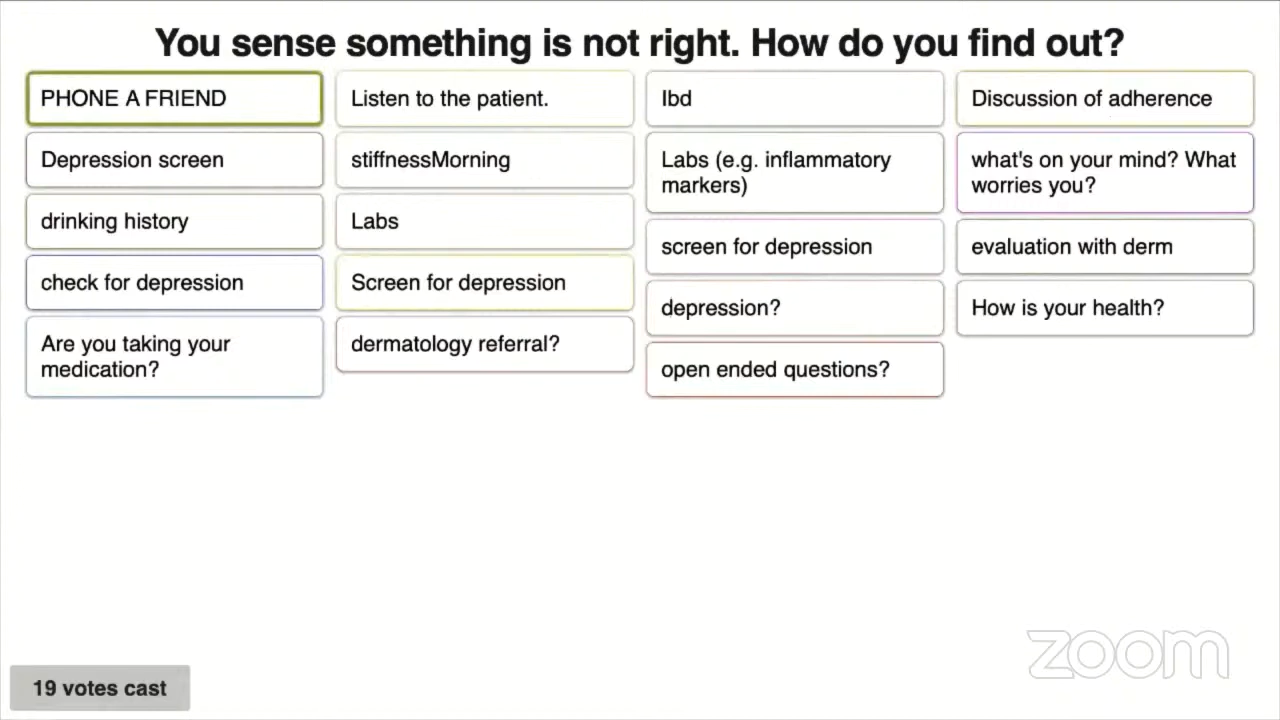 You sense something is not right. How do you find out?
PHONE A FRIEND
Depression screen
drinking history
check for depression
Are you taking your
medication?
Listen to the patient.
stiffnessMorning
Labs
Screen for depression
dermatology referral?
Ibd
Labs (e.g. inflammatory
markers)
screen for depression
depression?
open ended questions?
Discussion of adherence
what's on your mind? What
worries you?
evaluation with derm
How is your health?
19 votes cast
zoom